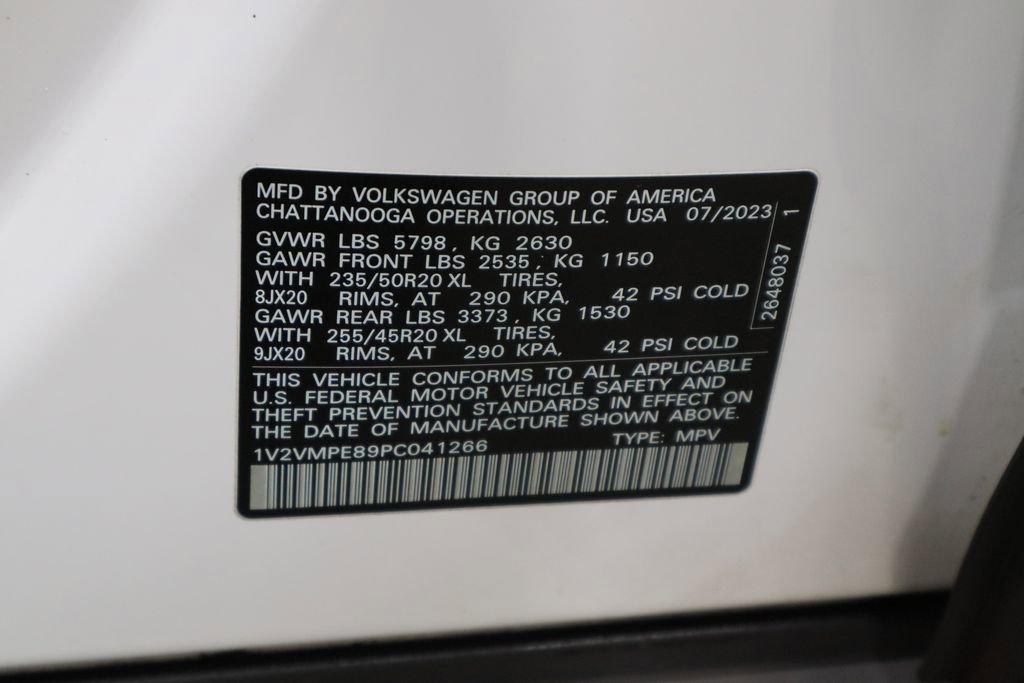 MFD BY VOLKSWAGEN GROUP OF AMERICA
CHATTANOOGA OPERATIONS, LLC. USA 07/2023
GVWR LBS 5798, KG 2630
GAWR FRONT LBS 2535, KG 1150
WITH 235/50R20 XL TIRES,
8JX20 RIMS, AT 290 KPA, 42 PSI COLD
GAWR REAR LBS 3373, KG 1530
WITH 255/45R20 XL TIRES,
9JX20 RIMS, AT 290 KPA, 42 PSI COLD
2648037 1
THIS VEHICLE CONFORMS TO ALL APPLICABLE
U.S. FEDERAL MOTOR VEHICLE SAFETY AND
THEFT PREVENTION STANDARDS IN EFFECT ON
THE DATE OF MANUFACTURE SHOWN ABOVE.
1V2VMPE89PC041266 TYPE: MPV